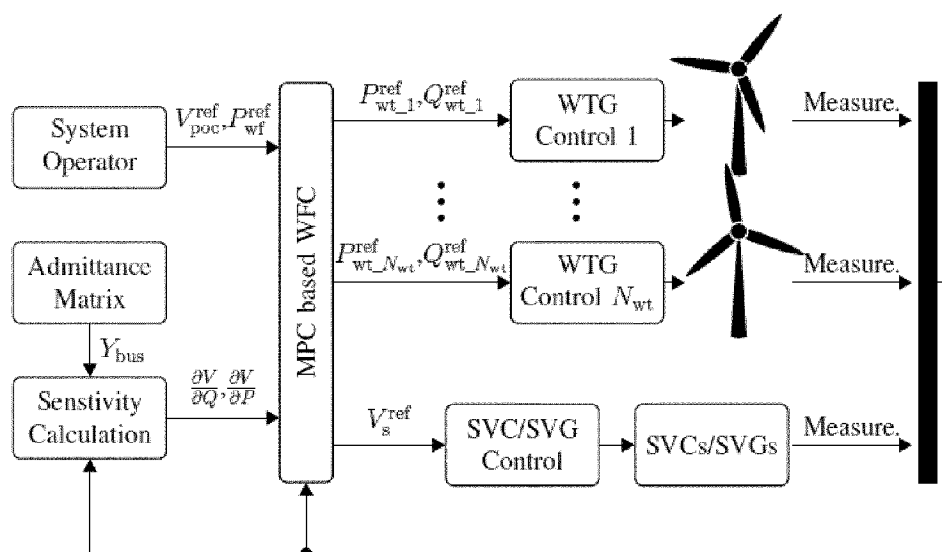 System
Operator
V_poc^ref, P_wf^ref
Admittance
Matrix
Y_bus
Senstivity
Calculation
∂V/∂Q, ∂V/∂P
MPC based WFC
P_wt_1^ref, Q_wt_1^ref
WTG
Control 1
Measure.
P_wt_N_wt^ref, Q_wt_N_wt^ref
WTG
Control N_wt
Measure.
V_s^ref
SVC/SVG
Control
SVCs/SVGs
Measure.